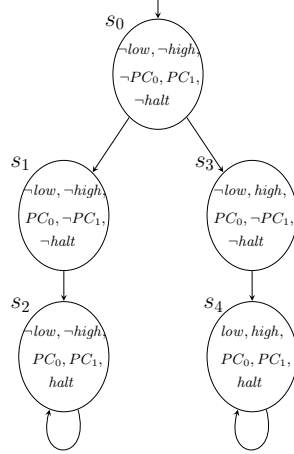 s₀
¬low, ¬high,
¬PC₀, PC₁,
¬halt
s₁
¬low, ¬high,
PC₀, ¬PC₁,
¬halt
s₃
¬low, high,
PC₀, ¬PC₁,
¬halt
s₂
¬low, ¬high,
PC₀, PC₁,
halt
s₄
low, high,
PC₀, PC₁,
halt